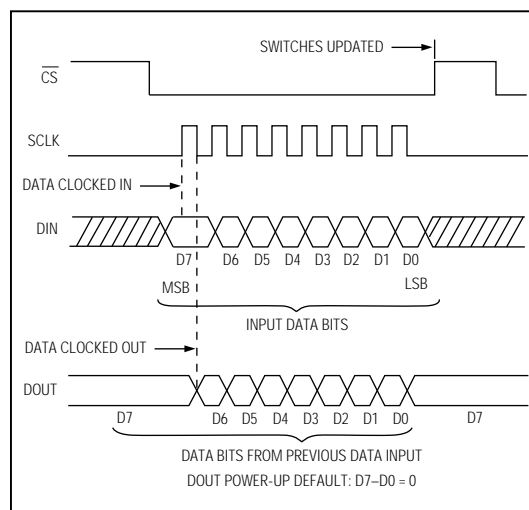 SWITCHES UPDATED
CS
SCLK
DATA CLOCKED IN
DIN
D7 D6 D5 D4 D3 D2 D1 D0
MSB LSB
INPUT DATA BITS
DATA CLOCKED OUT
DOUT
D7 D6 D5 D4 D3 D2 D1 D0 D7
DATA BITS FROM PREVIOUS DATA INPUT
DOUT POWER-UP DEFAULT: D7–D0 = 0